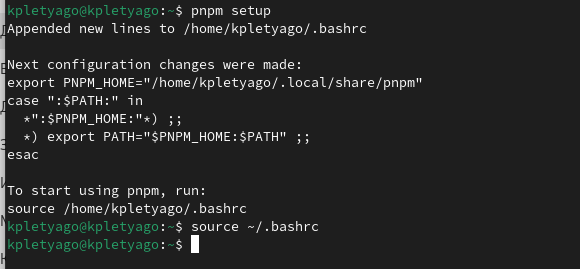 kpletyago@kpletyago:~$ pnpm setup
Appended new lines to /home/kpletyago/.bashrc

Next configuration changes were made:
export PNPM_HOME="/home/kpletyago/.local/share/pnpm"
case ":$PATH:" in
  *":$PNPM_HOME:"*) ;;
  *) export PATH="$PNPM_HOME:$PATH" ;;
esac

To start using pnpm, run:
source /home/kpletyago/.bashrc
kpletyago@kpletyago:~$ source ~/.bashrc
kpletyago@kpletyago:~$